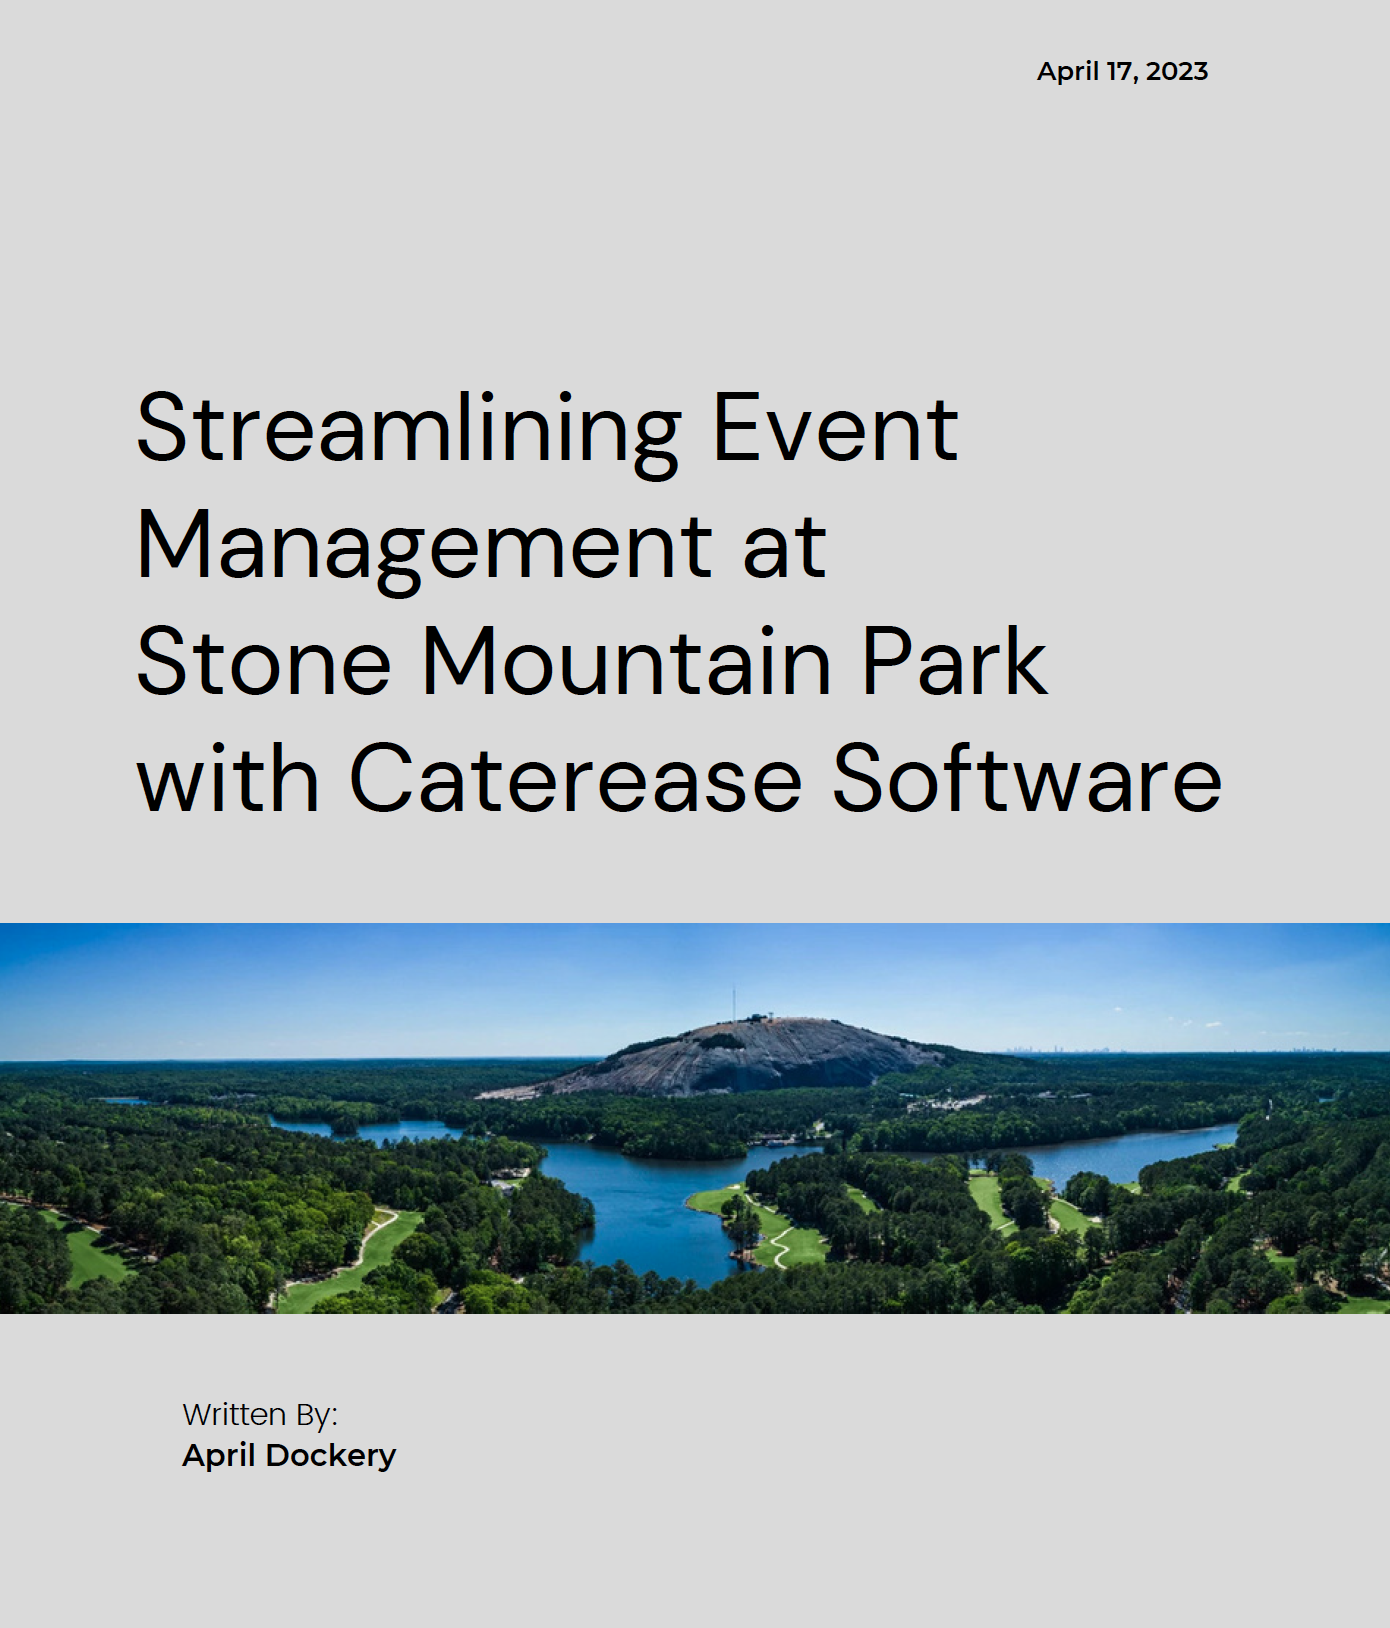 April 17, 2023
Streamlining Event
Management at
Stone Mountain Park
with Caterease Software
Written By:
April Dockery